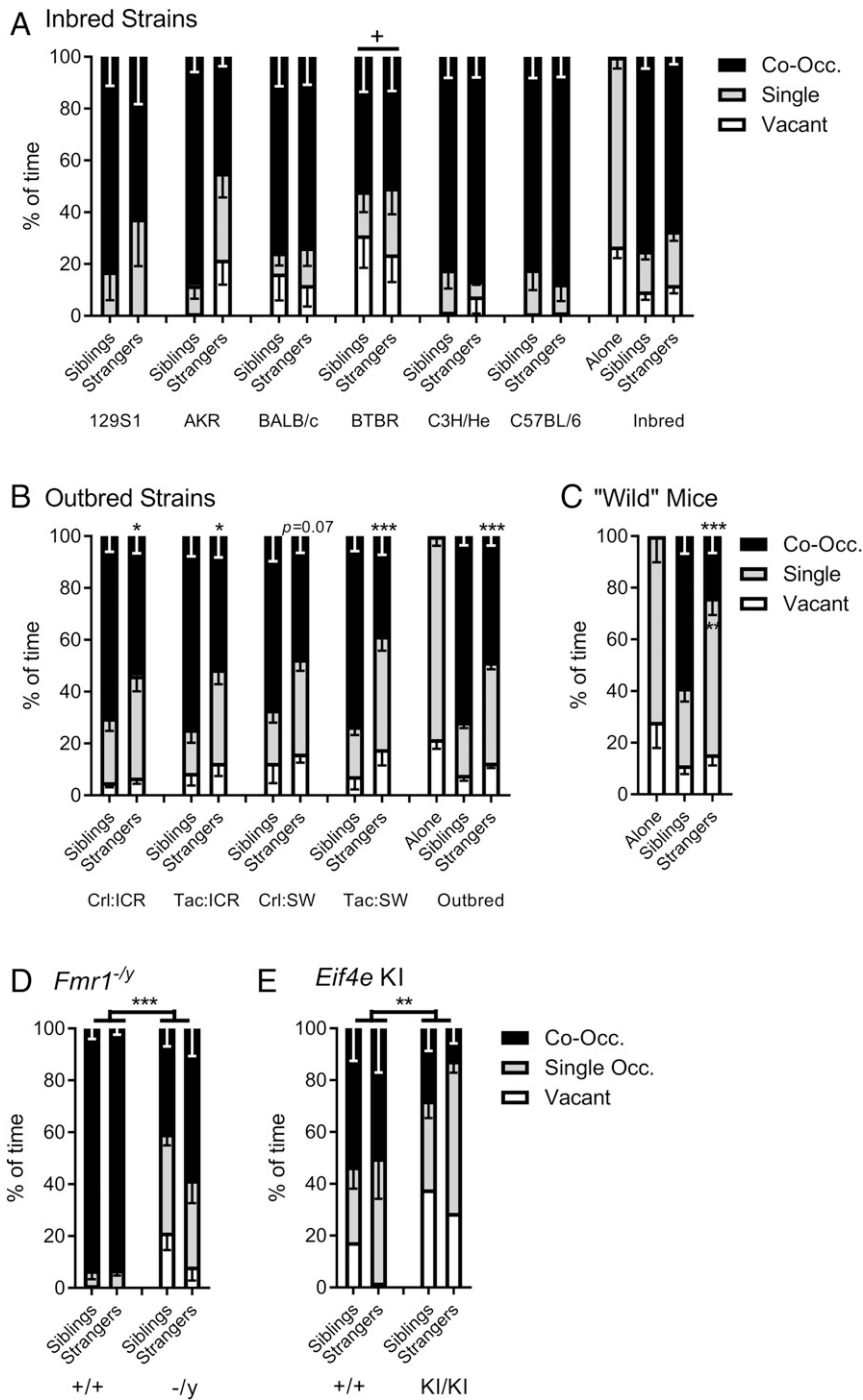 A Inbred Strains
+
100
80
60
40
20
0
% of time
Co-Occ.
Single
Vacant
Siblings Strangers Siblings Strangers Siblings Strangers Siblings Strangers Siblings Strangers Siblings Strangers Alone Siblings Strangers
129S1 AKR BALB/c BTBR C3H/He C57BL/6 Inbred
B Outbred Strains
* * p=0.07 *** ***
100
80
60
40
20
0
% of time
Siblings Strangers Siblings Strangers Siblings Strangers Siblings Strangers Alone Siblings Strangers
Crl:ICR Tac:ICR Crl:SW Tac:SW Outbred
C "Wild" Mice
***
**
100
80
60
40
20
0
% of time
Co-Occ.
Single
Vacant
Alone Siblings Strangers
D Fmr1-/y
***
100
80
60
40
20
0
% of time
Siblings Strangers Siblings Strangers
+/+ -/y
E Eif4e KI
**
100
80
60
40
20
0
% of time
Co-Occ.
Single Occ.
Vacant
Siblings Strangers Siblings Strangers
+/+ KI/KI